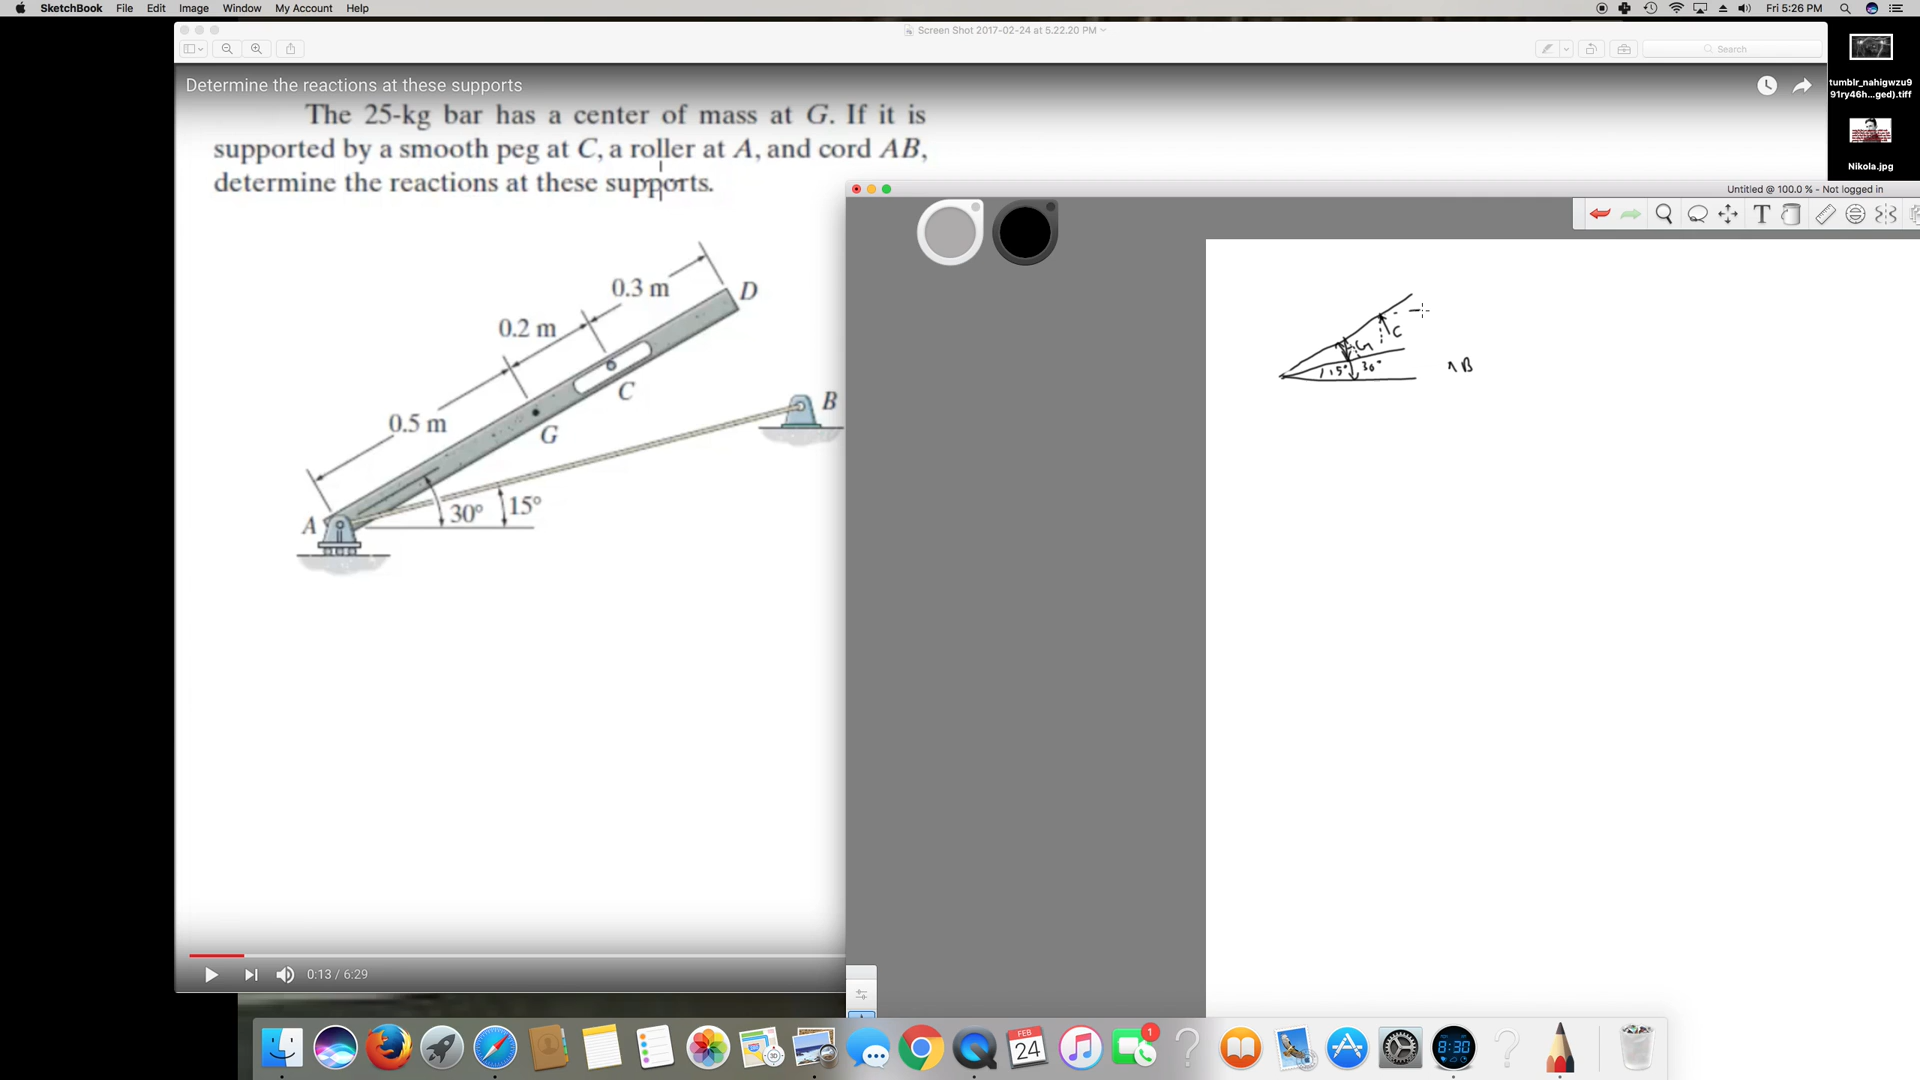 SketchBook File Edit Image Window My Account Help
Fri 5:26 PM
Screen Shot 2017-02-24 at 5.22.20 PM
Search
Determine the reactions at these supports
The 25-kg bar has a center of mass at G. If it is
supported by a smooth peg at C, a roller at A, and cord AB,
determine the reactions at these supports.
tumblr_nahigwzu9
91ry46h...ged).tiff
Nikola.jpg
Untitled @ 100.0 % - Not logged in
T
0.3 m
D
0.2 m
C
0.5 m
B
G
A
30°
15°
C
G
15° 30°
B
0:13 / 6:29
1
FEB
24
8:30